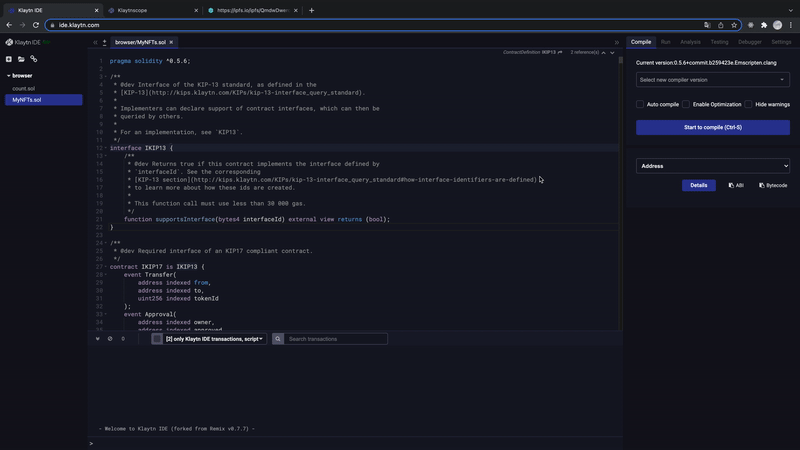 Klaytn IDE
Klaytnscope
https://ipfs.io/ipfs/QmdwDwer
ide.klaytn.com
Klaytn IDE
browser/MyNFTs.sol
Compile
Run
Analysis
Testing
Debugger
Settings
ContractDefinition IKIP13
2 reference(s)
browser
count.sol
MyNFTs.sol
1 pragma solidity ^0.5.6;
2
3 /**
4 * @dev Interface of the KIP-13 standard, as defined in the
5 * [KIP-13](http://kips.klaytn.com/KIPs/kip-13-interface_query_standard).
6 *
7 * Implementers can declare support of contract interfaces, which can then be
8 * queried by others.
9 *
10 * For an implementation, see `KIP13`.
11 */
12 interface IKIP13 {
13 /**
14 * @dev Returns true if this contract implements the interface defined by
15 * `interfaceId`. See the corresponding
16 * [KIP-13 section](http://kips.klaytn.com/KIPs/kip-13-interface_query_standard#how-interface-identifiers-are-defined)
17 * to learn more about how these ids are created.
18 *
19 * This function call must use less than 30 000 gas.
20 */
21 function supportsInterface(bytes4 interfaceId) external view returns (bool);
22 }
23
24 /**
25 * @dev Required interface of an KIP17 compliant contract.
26 */
27 contract IKIP17 is IKIP13 {
28 event Transfer(
29 address indexed from,
30 address indexed to,
31 uint256 indexed tokenId
32 );
33 event Approval(
34 address indexed owner,
35 address indexed approved
Current version:0.5.6+commit.b259423e.Emscripten.clang
Select new compiler version
Auto compile
Enable Optimization
Hide warnings
Start to compile (Ctrl-S)
Address
Details
ABI
Bytecode
0
[2] only Klaytn IDE transactions, script
Search transactions
- Welcome to Klaytn IDE (forked from Remix v0.7.7) -
>